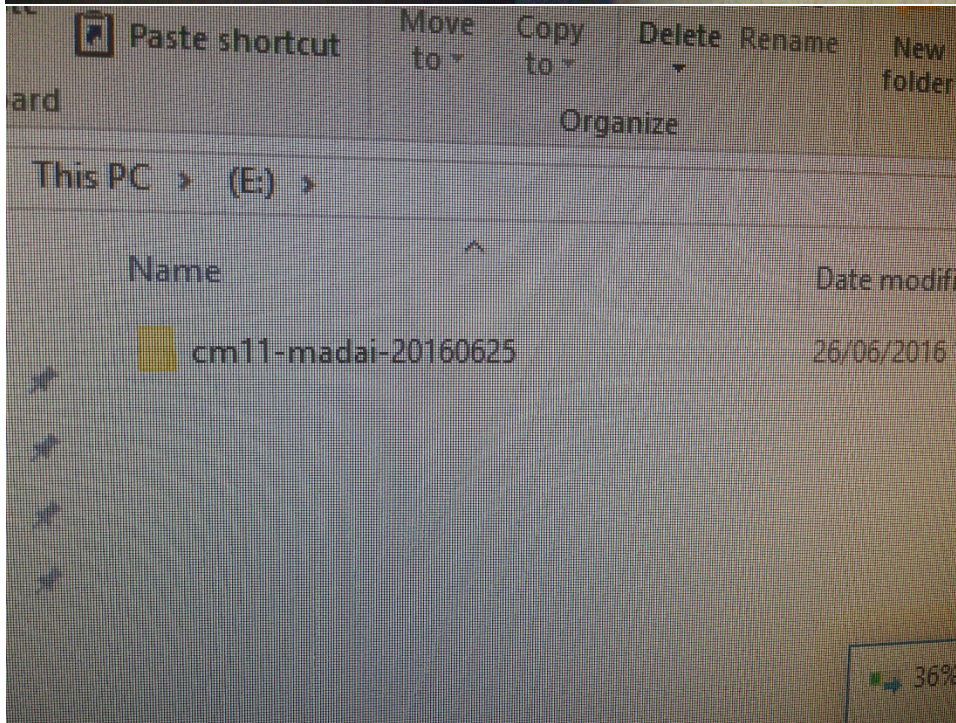 Paste shortcut
Move to
Copy to
Delete
Rename
New folder
ard
Organize
This PC > (E:) >
Name
Date modifi
cm11-madai-20160625
26/06/2016
36%